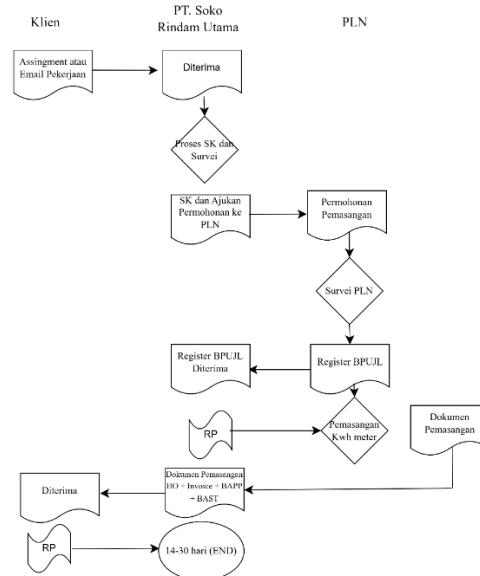 Klien
PT. Soko
Rindam Utama
PLN
Assingment atau
Email Pekerjaan
Diterima
Proses SK dan
Survei
SK dan Ajukan
Permohonan ke
PLN
Permohonan
Pemasangan
Survei PLN
Register BPUJL
Diterima
Register BPUJL
RP
Pemasangan
Kwh meter
Dokumen
Pemasangan
Diterima
Dokumen Pemasangan
HO + Invoice + BAPP
+ BAST
RP
14-30 hari (END)